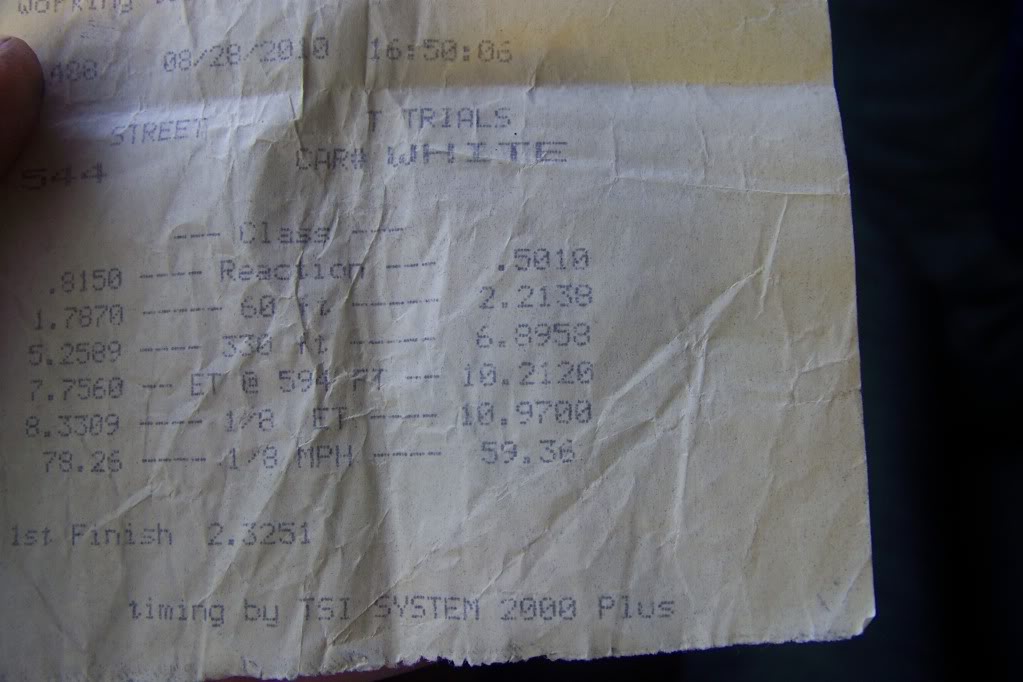 Working
488 08/28/2010 16:50:06
STREET T TRIALS
544 CAR# WHITE
--- Class ---
.8150 ---- Reaction --- .5010
1.7870 ---- 60 ft ----- 2.2138
5.2589 ---- 330 ft ----- 6.8958
7.7560 -- ET @ 594 FT --- 10.2120
8.3309 ---- 1/8 ET ---- 10.9700
78.26 ---- 1/8 MPH ---- 59.36
1st Finish 2.3251
timing by TSI SYSTEM 2000 Plus